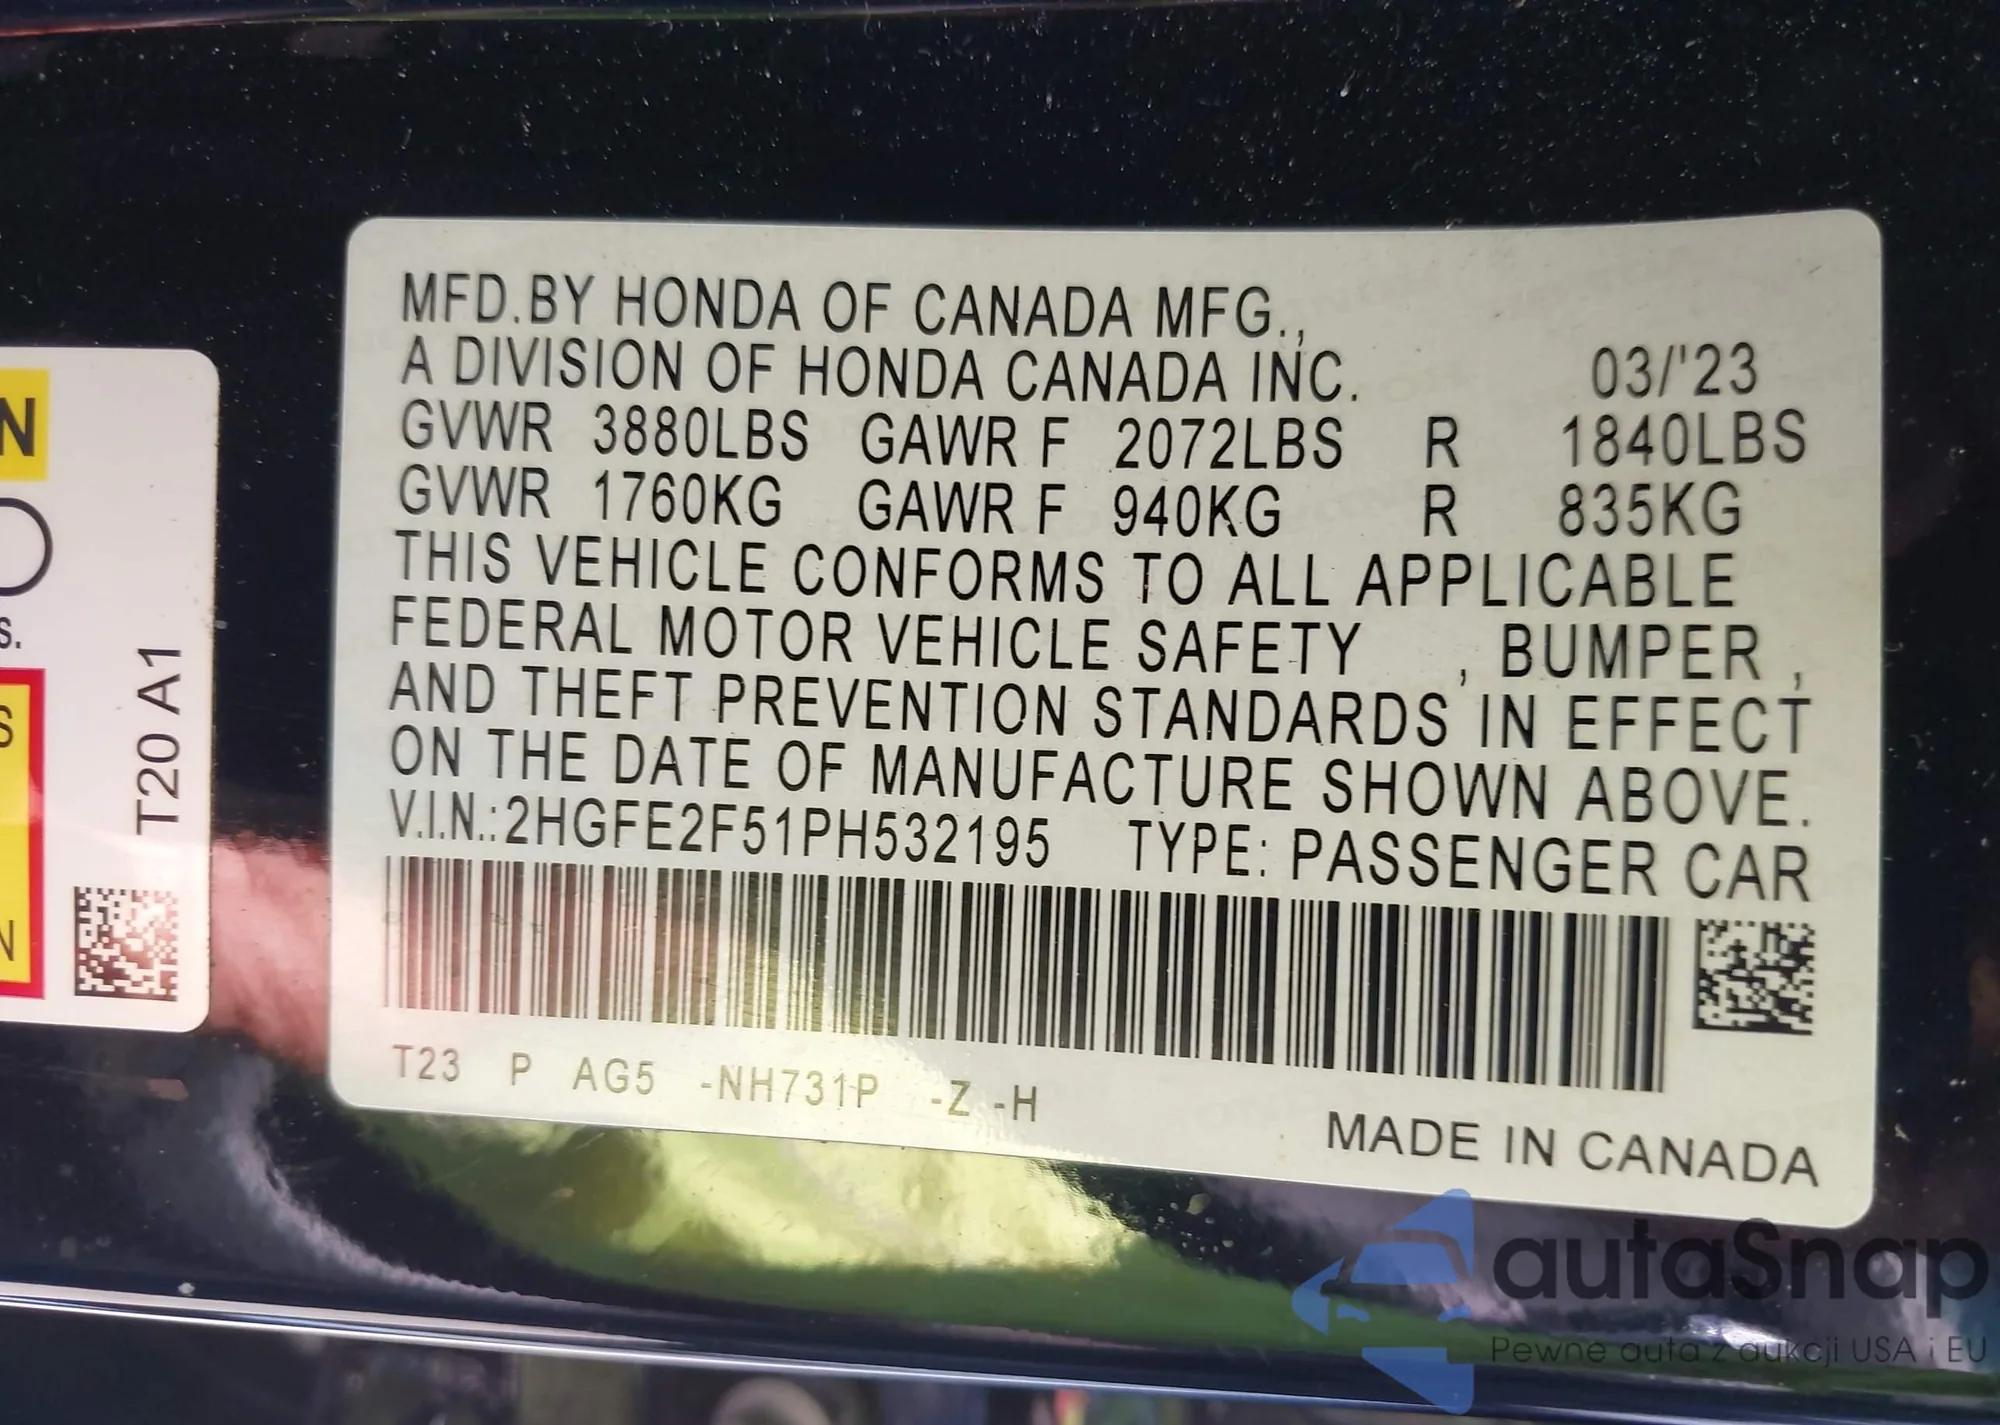 MFD.BY HONDA OF CANADA MFG.,
A DIVISION OF HONDA CANADA INC. 03/'23
GVWR 3880LBS GAWR F 2072LBS R 1840LBS
GVWR 1760KG GAWR F 940KG R 835KG
THIS VEHICLE CONFORMS TO ALL APPLICABLE
FEDERAL MOTOR VEHICLE SAFETY , BUMPER ,
AND THEFT PREVENTION STANDARDS IN EFFECT
ON THE DATE OF MANUFACTURE SHOWN ABOVE.
V.I.N.:2HGFE2F51PH532195 TYPE: PASSENGER CAR
T23 P AG5 -NH731P -Z -H
MADE IN CANADA
N
S.
S
N
T20 A1
autaSnap
Pewne auta z aukcji USA i EU